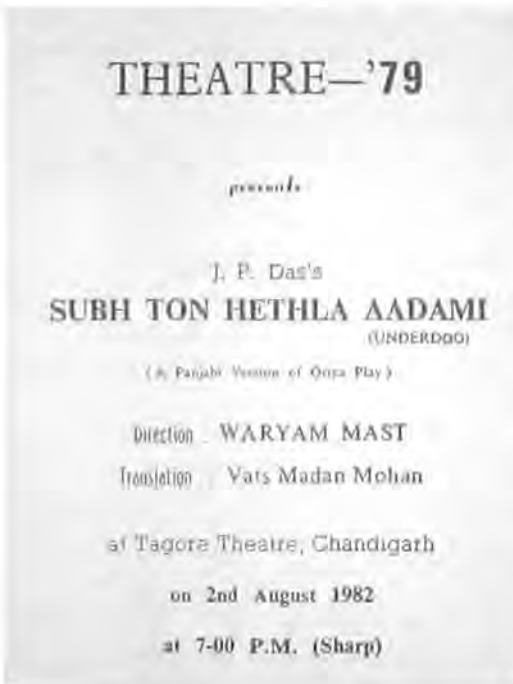 THEATRE—'79
presents
J. P. Das's
SUBH TON HETHLA AADAMI
(UNDERDOG)
(A Panjabi Version of Oriya Play)
Direction : WARYAM MAST
Translation : Vats Madan Mohan
at Tagore Theatre, Chandigarh
on 2nd August 1982
at 7-00 P.M. (Sharp)